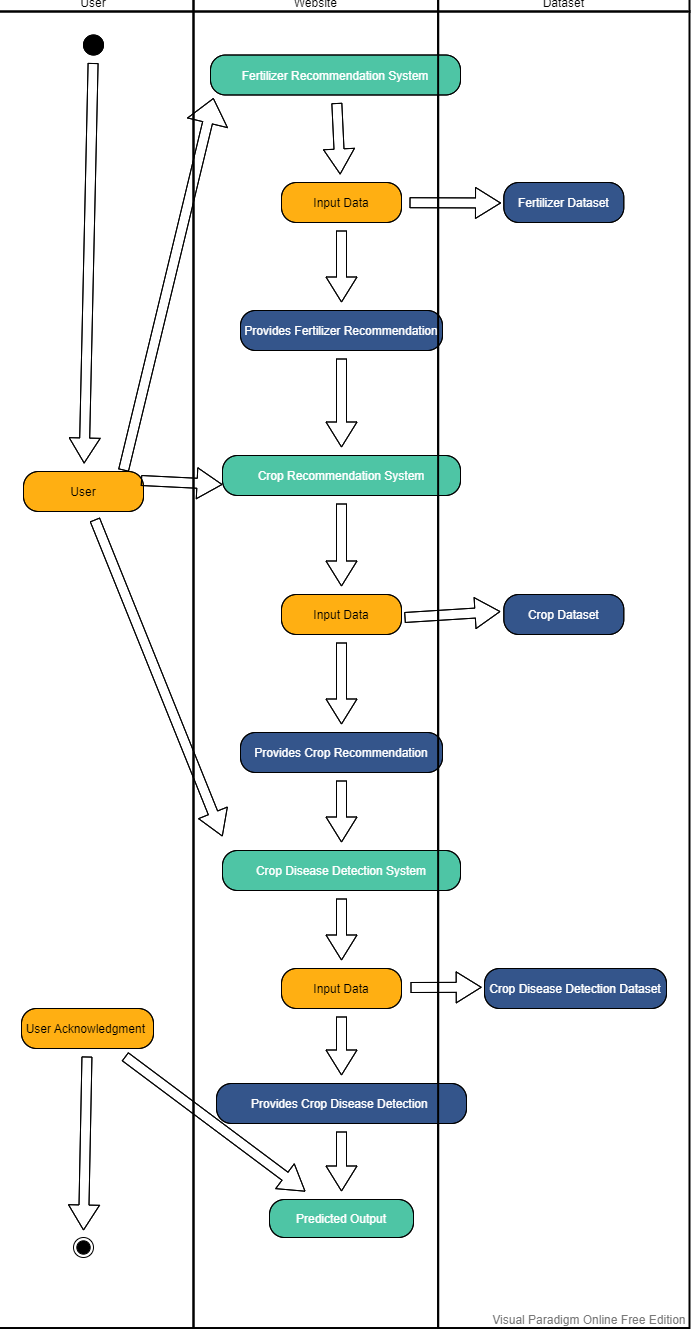 User
Website
Dataset
Fertilizer Recommendation System
Input Data
Fertilizer Dataset
Provides Fertilizer Recommendation
Crop Recommendation System
User
Input Data
Crop Dataset
Provides Crop Recommendation
Crop Disease Detection System
Input Data
Crop Disease Detection Dataset
User Acknowledgment
Provides Crop Disease Detection
Predicted Output
Visual Paradigm Online Free Edition